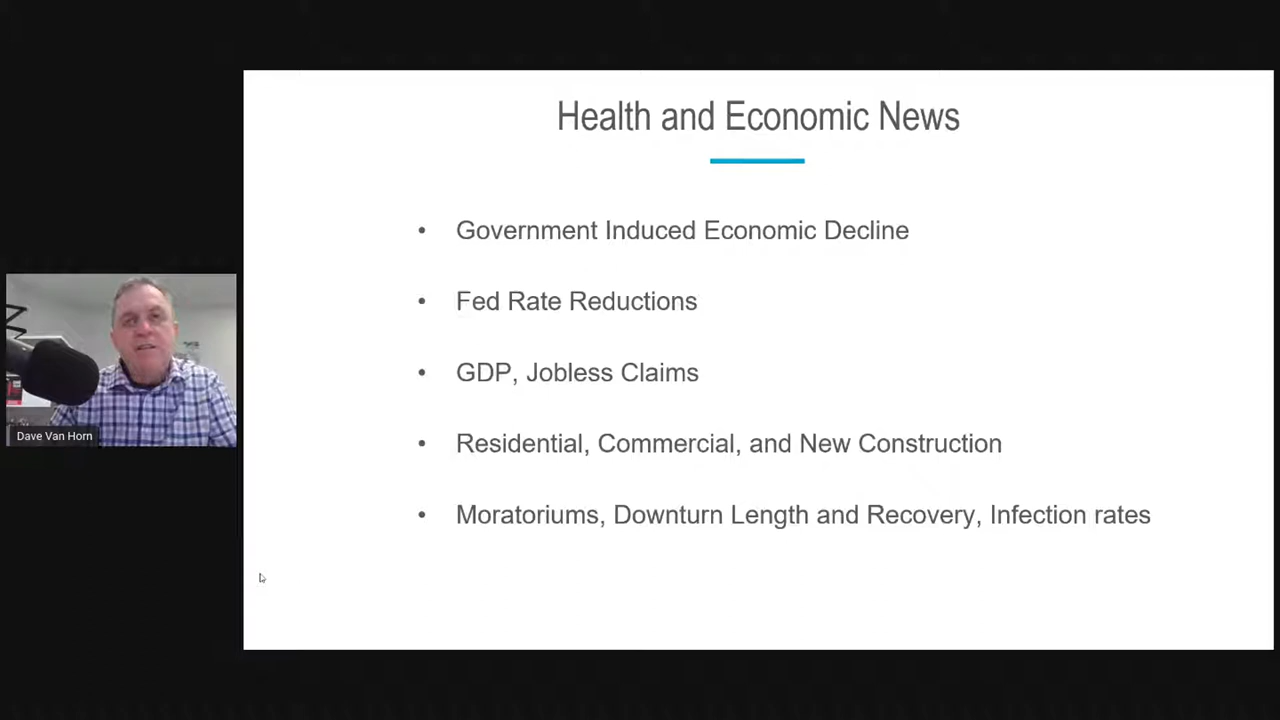 Health and Economic News
• Government Induced Economic Decline
• Fed Rate Reductions
• GDP, Jobless Claims
• Residential, Commercial, and New Construction
• Moratoriums, Downturn Length and Recovery, Infection rates
Dave Van Horn